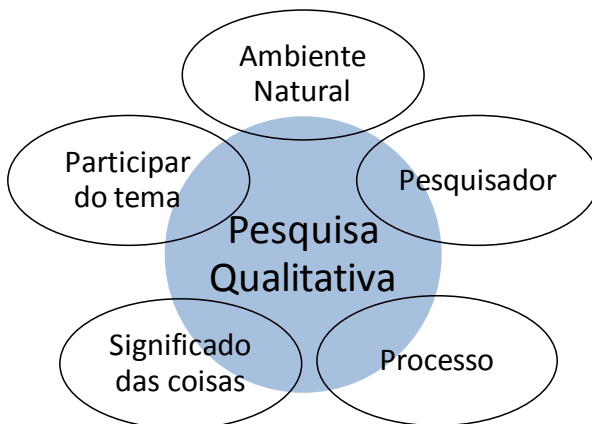 Ambiente
Natural
Participar
do tema
Pesquisador
Pesquisa
Qualitativa
Significado
das coisas
Processo